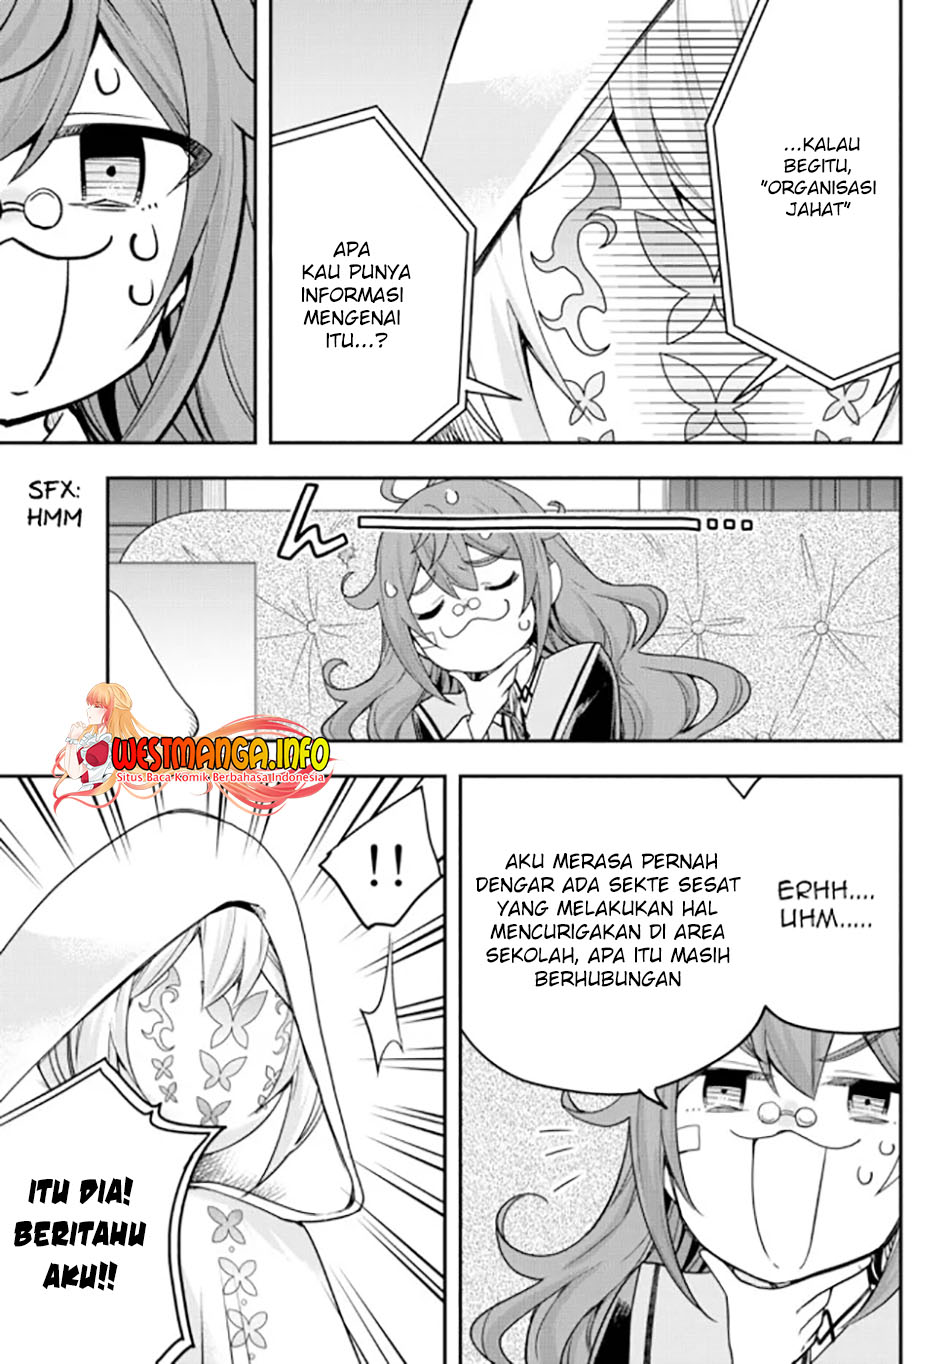 ...KALAU
BEGITU,
"ORGANISASI
JAHAT"
APA
KAU PUNYA
INFORMASI
MENGENAI
ITU...?
SFX:
HMM
ん
ERHH....
UHM.....
AKU MERASA PERNAH
DENGAR ADA SEKTE SESAT
YANG MELAKUKAN HAL
MENCURIGAKAN DI AREA
SEKOLAH, APA ITU MASIH
BERHUBUNGAN
!!
ITU DIA!
BERITAHU
AKU!!
WESTMANGA.INFO
Situs Baca Komik Berbahasa Indonesia